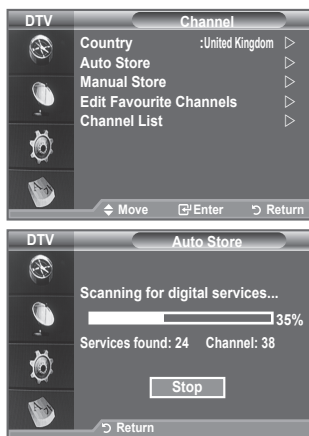 DTV Channel
Country :United Kingdom
Auto Store
Manual Store
Edit Favourite Channels
Channel List
Move Enter Return
DTV Auto Store
Scanning for digital services...
35%
Services found: 24 Channel: 38
Stop
Return